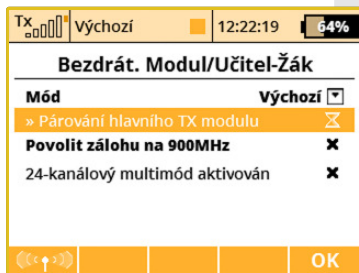 Tx Výchozí 12:22:19 64%
Bezdrát. Modul/Učitel-Žák
Mód Výchozí
» Párování hlavního TX modulu
Povolit zálohu na 900MHz
24-kanálový multimód aktivován
OK